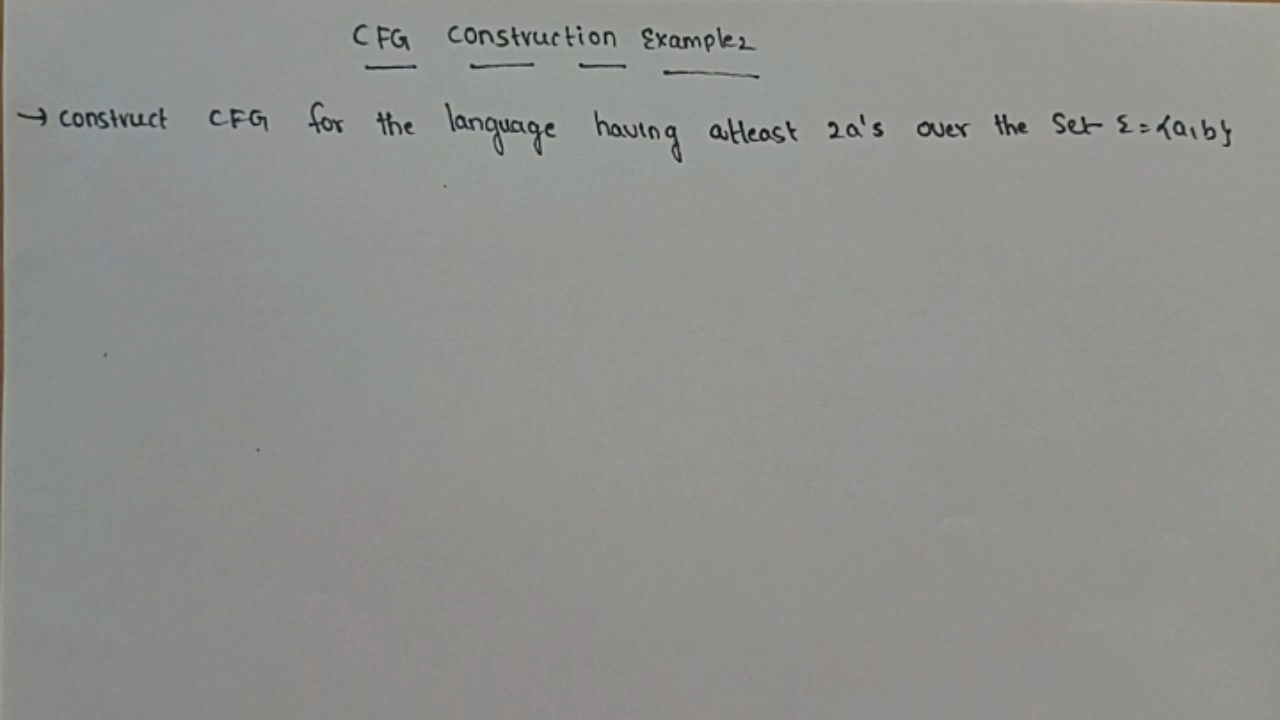 CFG construction Example2
→ construct CFG for the language having atleast 2a's over the set Σ={a,b}